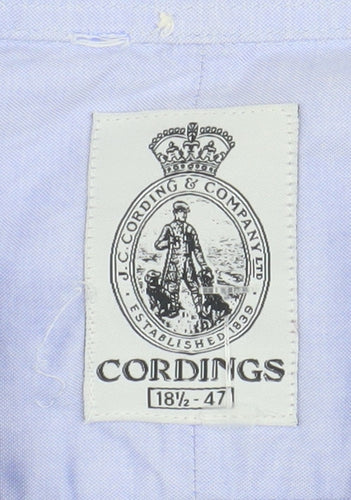 J.C.CORDING & COMPANY LTD
ESTABLISHED 1839
CORDINGS
18½ - 47